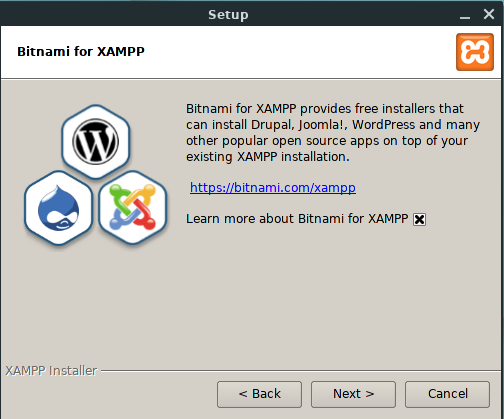 Setup
Bitnami for XAMPP
Bitnami for XAMPP provides free installers that
can install Drupal, Joomla!, WordPress and many
other popular open source apps on top of your
existing XAMPP installation.
https://bitnami.com/xampp
Learn more about Bitnami for XAMPP
XAMPP Installer
< Back
Next >
Cancel